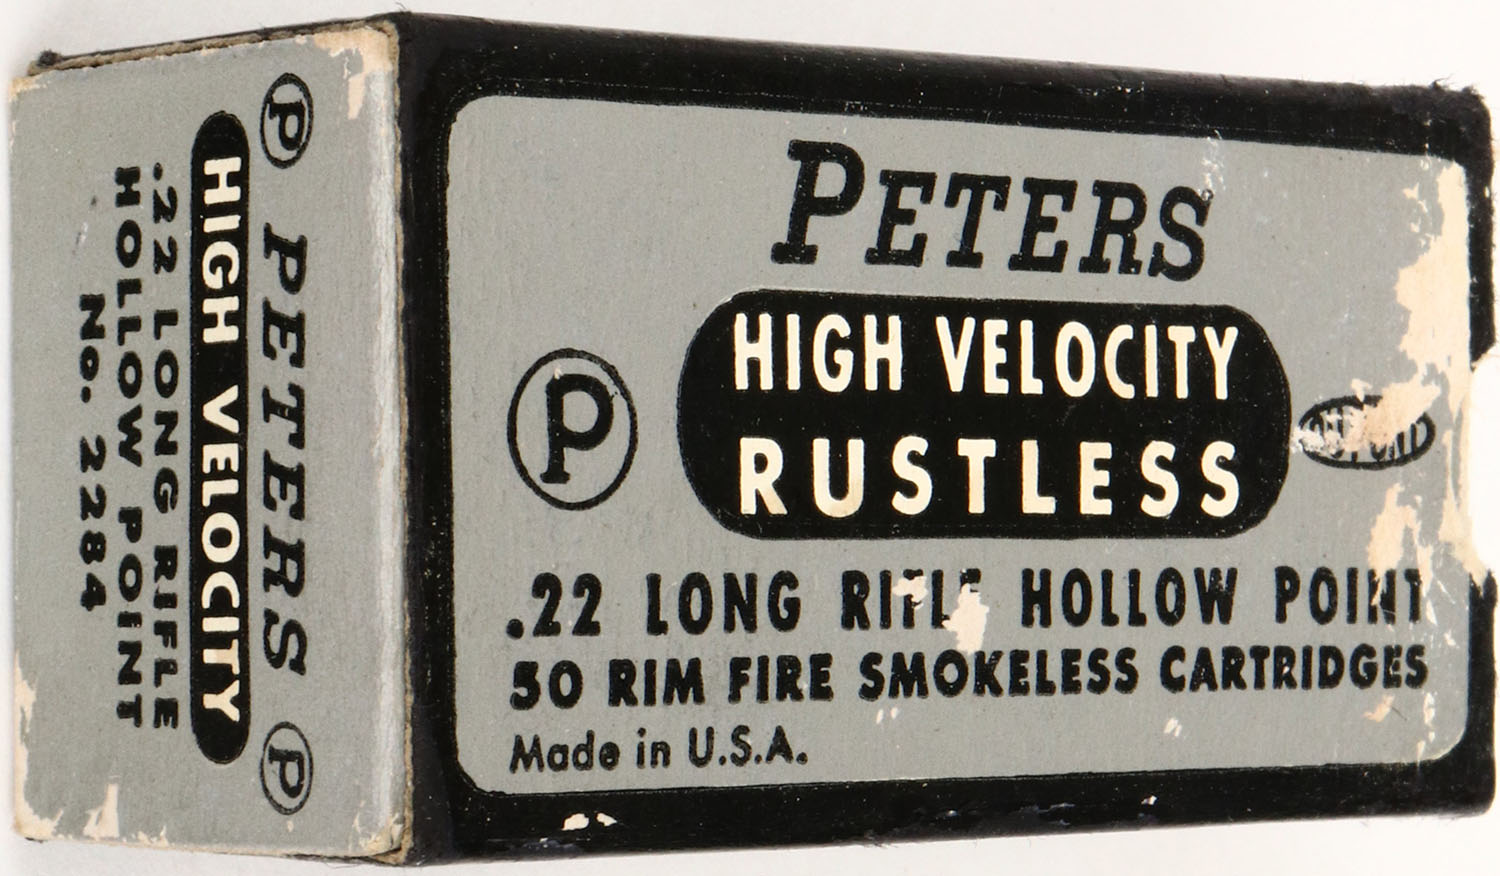 PETERS
HIGH VELOCITY
RUSTLESS
P
DUPONT
.22 LONG RIFLE HOLLOW POINT
50 RIM FIRE SMOKELESS CARTRIDGES
Made in U.S.A.
P PETERS P
HIGH VELOCITY
.22 LONG RIFLE
HOLLOW POINT
No. 2284